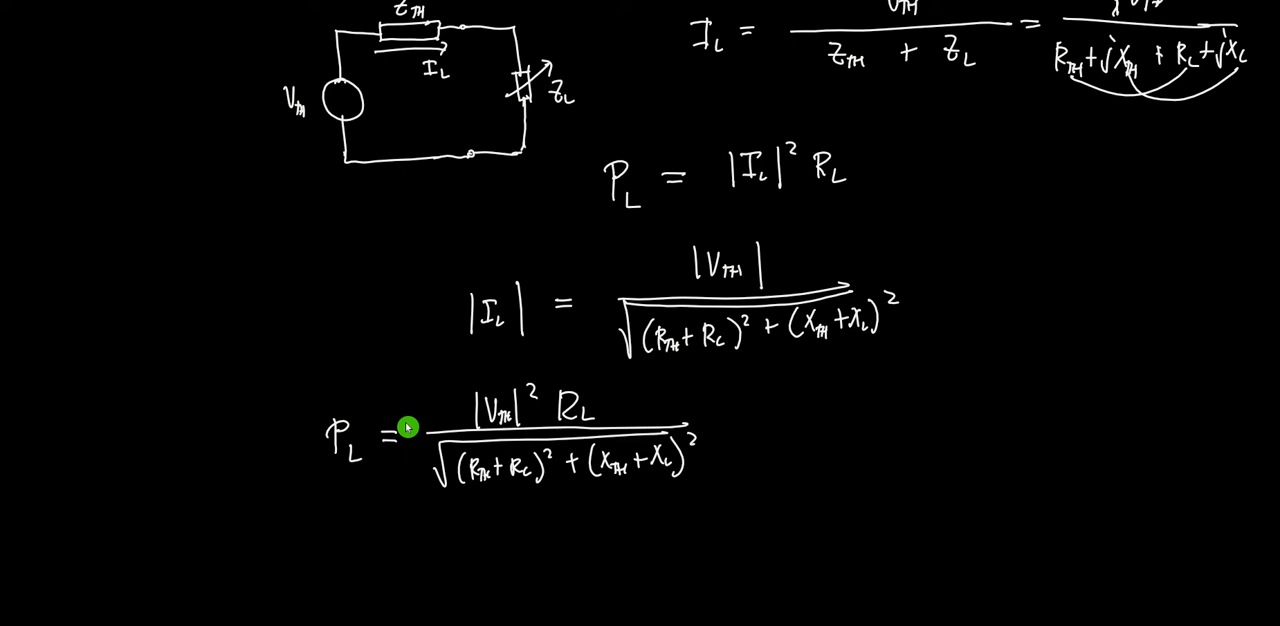 Z_TH
I_L
V_TH
Z_L
I_L = V_TH / (Z_TH + Z_L) = V_TH / (R_TH + jX_TH + R_L + jX_L)
P_L = |I_L|² R_L
|I_L| = |V_TH| / √((R_TH + R_L)² + (X_TH + X_L)²)
P_L = |V_TH|² R_L / √((R_TH + R_L)² + (X_TH + X_L)²)